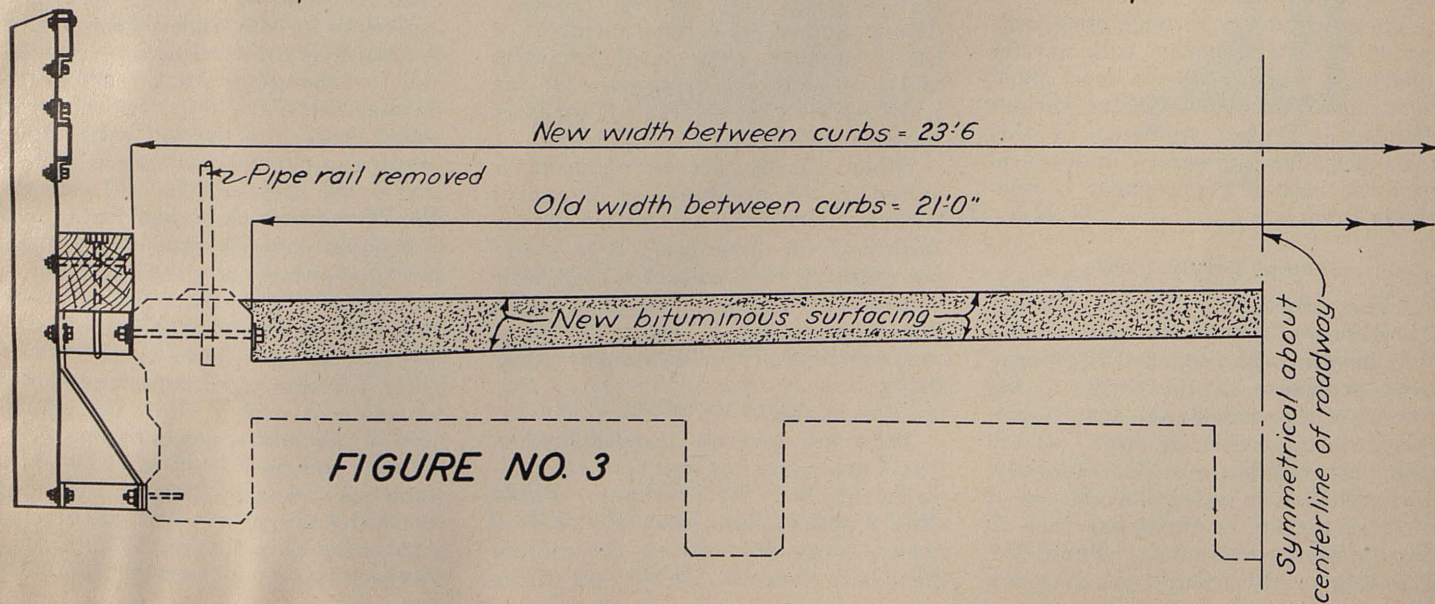 New width between curbs = 23'-6
Pipe rail removed
Old width between curbs = 21'-0"
New bituminous surfacing
FIGURE NO. 3
Symmetrical about
centerline of roadway